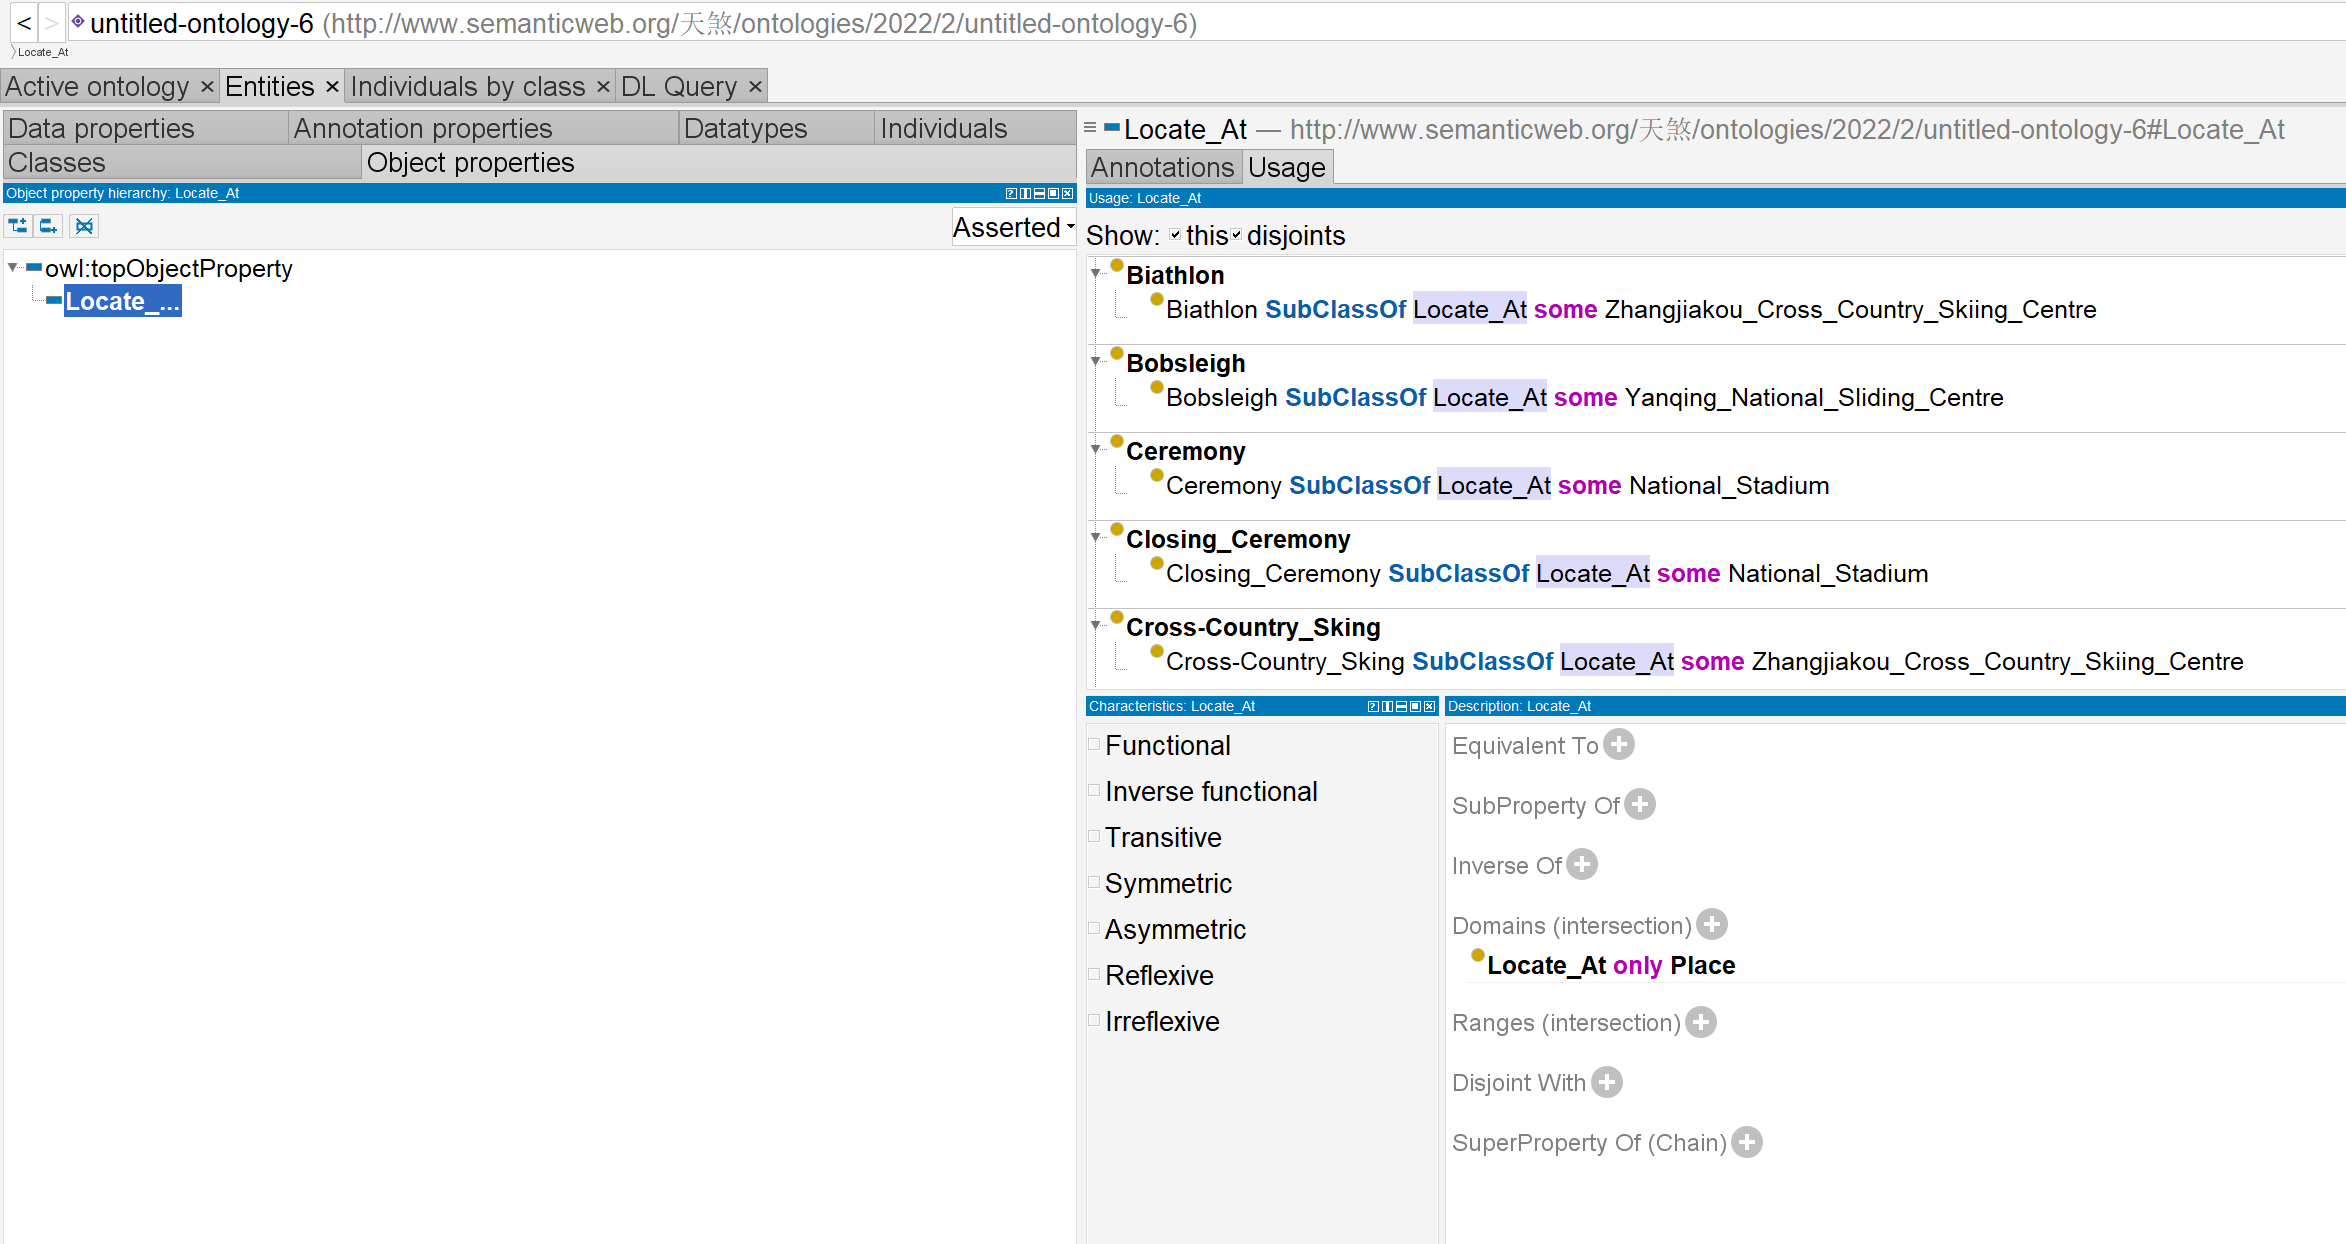 < > untitled-ontology-6 (http://www.semanticweb.org/天煞/ontologies/2022/2/untitled-ontology-6)
Locate_At
Active ontology × Entities × Individuals by class × DL Query ×
Data properties Annotation properties Datatypes Individuals
Classes Object properties
Object property hierarchy: Locate_At
Asserted
owl:topObjectProperty
Locate_...
Locate_At — http://www.semanticweb.org/天煞/ontologies/2022/2/untitled-ontology-6#Locate_At
Annotations Usage
Usage: Locate_At
Show: this disjoints
Biathlon
Biathlon SubClassOf Locate_At some Zhangjiakou_Cross_Country_Skiing_Centre
Bobsleigh
Bobsleigh SubClassOf Locate_At some Yanqing_National_Sliding_Centre
Ceremony
Ceremony SubClassOf Locate_At some National_Stadium
Closing_Ceremony
Closing_Ceremony SubClassOf Locate_At some National_Stadium
Cross-Country_Sking
Cross-Country_Sking SubClassOf Locate_At some Zhangjiakou_Cross_Country_Skiing_Centre
Characteristics: Locate_At
Functional
Inverse functional
Transitive
Symmetric
Asymmetric
Reflexive
Irreflexive
Description: Locate_At
Equivalent To
SubProperty Of
Inverse Of
Domains (intersection)
Locate_At only Place
Ranges (intersection)
Disjoint With
SuperProperty Of (Chain)